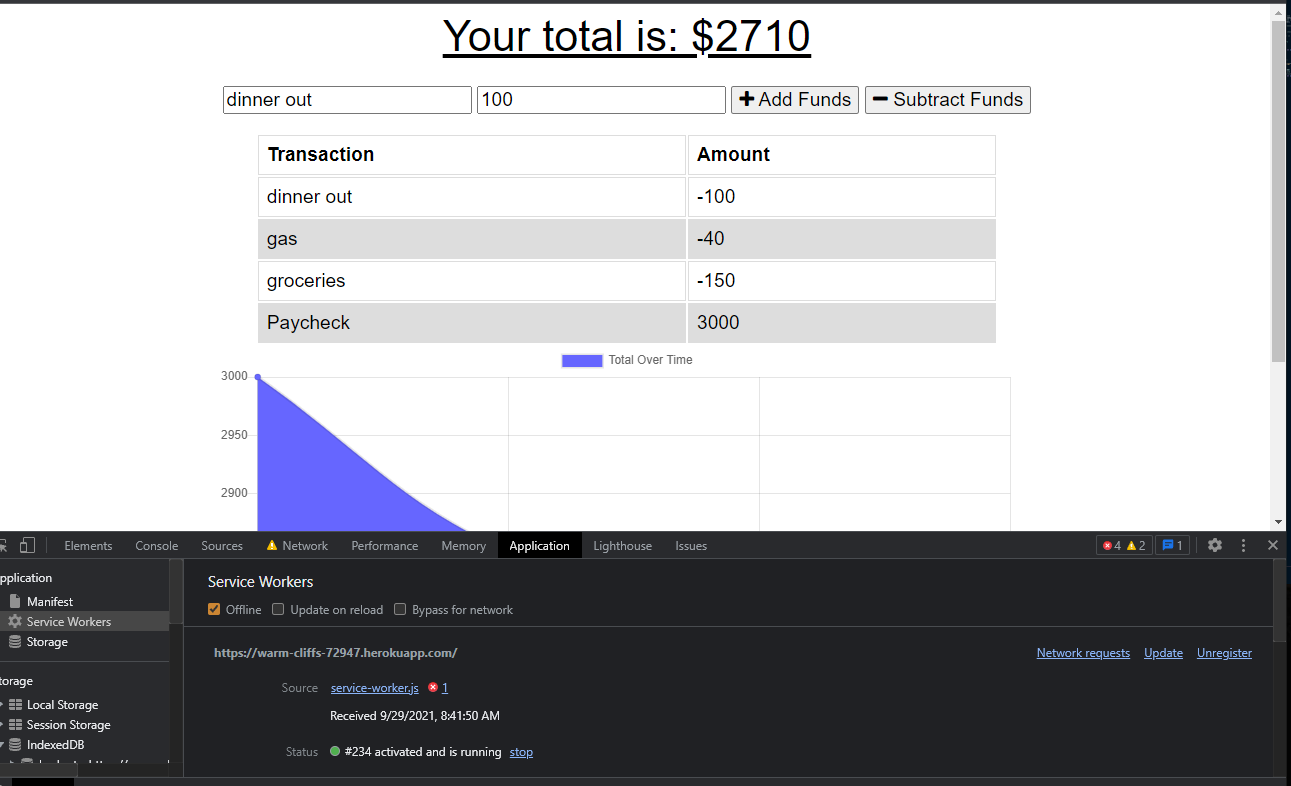 Your total is: $2710
dinner out 100 Add Funds Subtract Funds
Transaction Amount
dinner out -100
gas -40
groceries -150
Paycheck 3000
Total Over Time
3000
2950
2900
Elements Console Sources Network Performance Memory Application Lighthouse Issues 4 2 1
pplication
Manifest
Service Workers
Storage
torage
Local Storage
Session Storage
IndexedDB
Service Workers
Offline Update on reload Bypass for network
https://warm-cliffs-72947.herokuapp.com/ Network requests Update Unregister
Source service-worker.js 1
Received 9/29/2021, 8:41:50 AM
Status #234 activated and is running stop